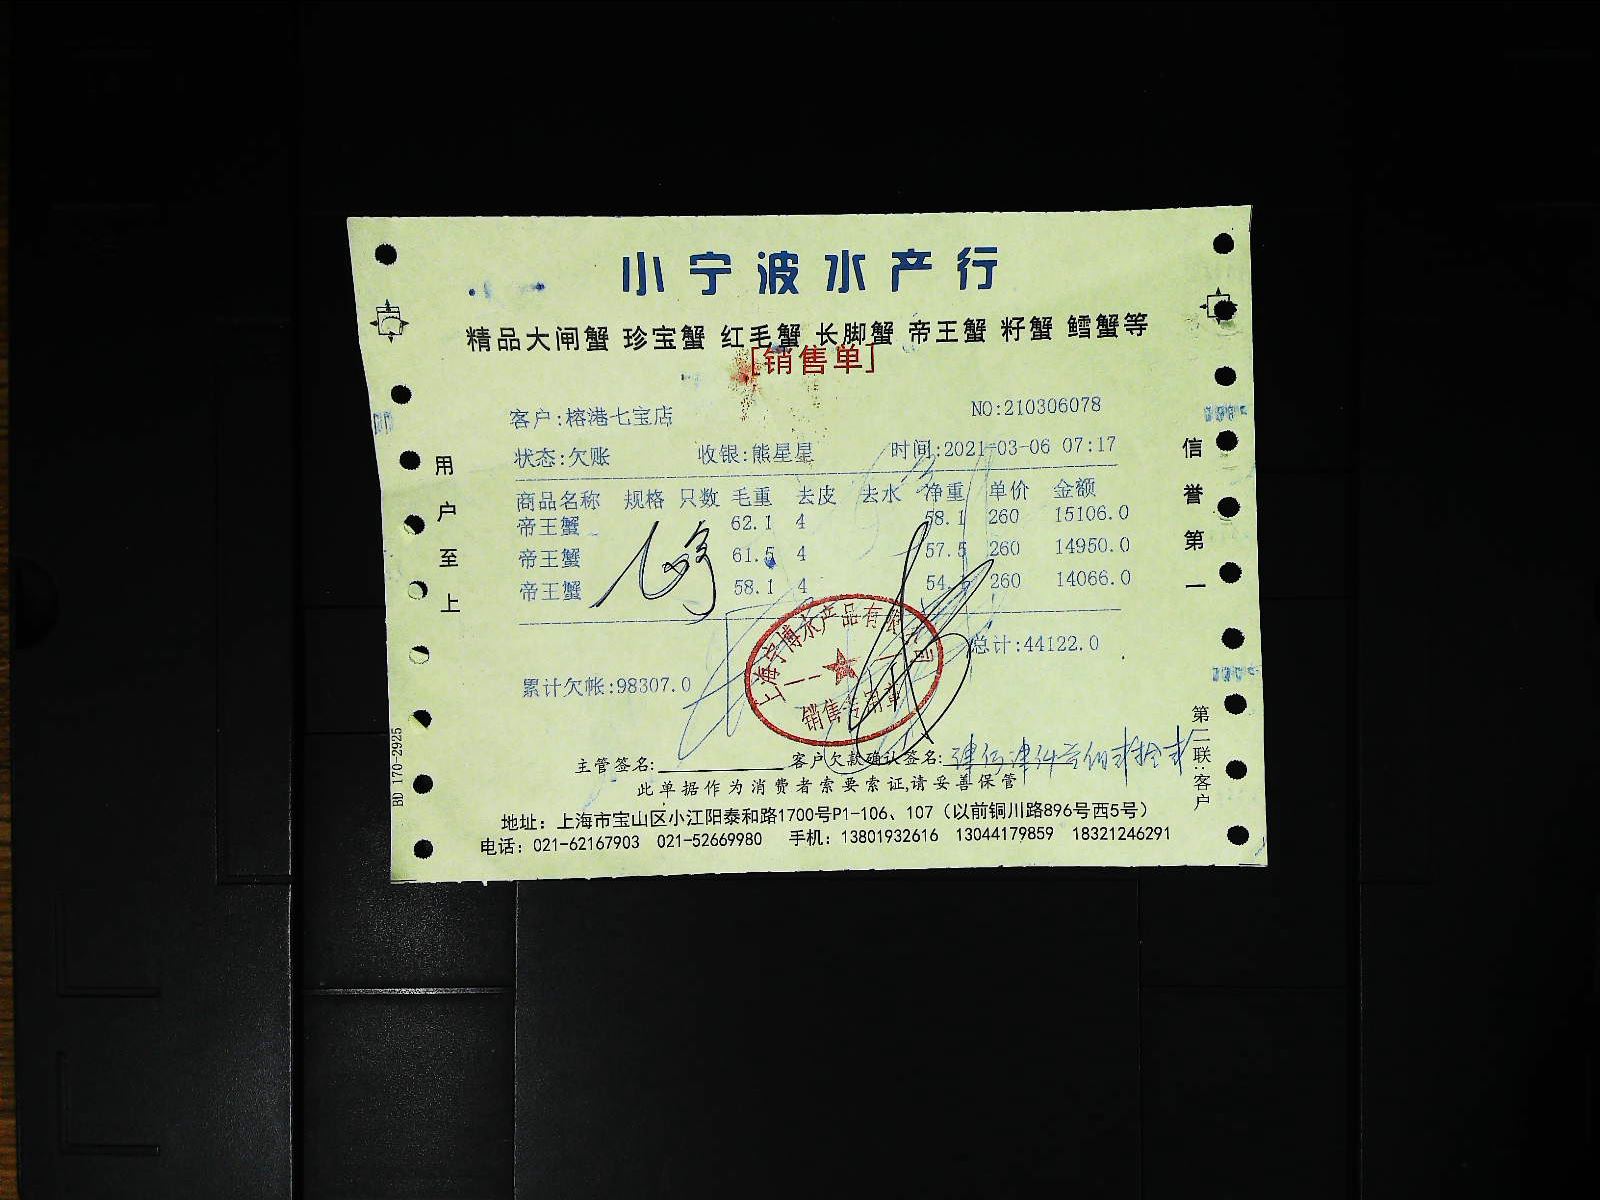 小宁波水产行
精品大闸蟹 珍宝蟹 红毛蟹 长脚蟹 帝王蟹 籽蟹 鳕蟹等
[销售单]
客户:榕港七宝店 NO:210306078
状态:欠账 收银:熊星星 时间:2021-03-06 07:17
商品名称 规格 只数 毛重 去皮 去水 净重 单价 金额
帝王蟹 62.1 4 58.1 260 15106.0
帝王蟹 61.5 4 57.5 260 14950.0
帝王蟹 58.1 4 54.1 260 14066.0
总计:44122.0
累计欠帐:98307.0
上海宁博水产品有限公司
销售专用章
主管签名: 客户欠款确认签名:
此单据作为消费者索要索证,请妥善保管
地址: 上海市宝山区小江阳泰和路1700号P1-106、107（以前铜川路896号西5号）
电话: 021-62167903 021-52669980 手机: 13801932616 13044179859 18321246291
用户至上
信誉第一
第二联:客户
BD 170-2925